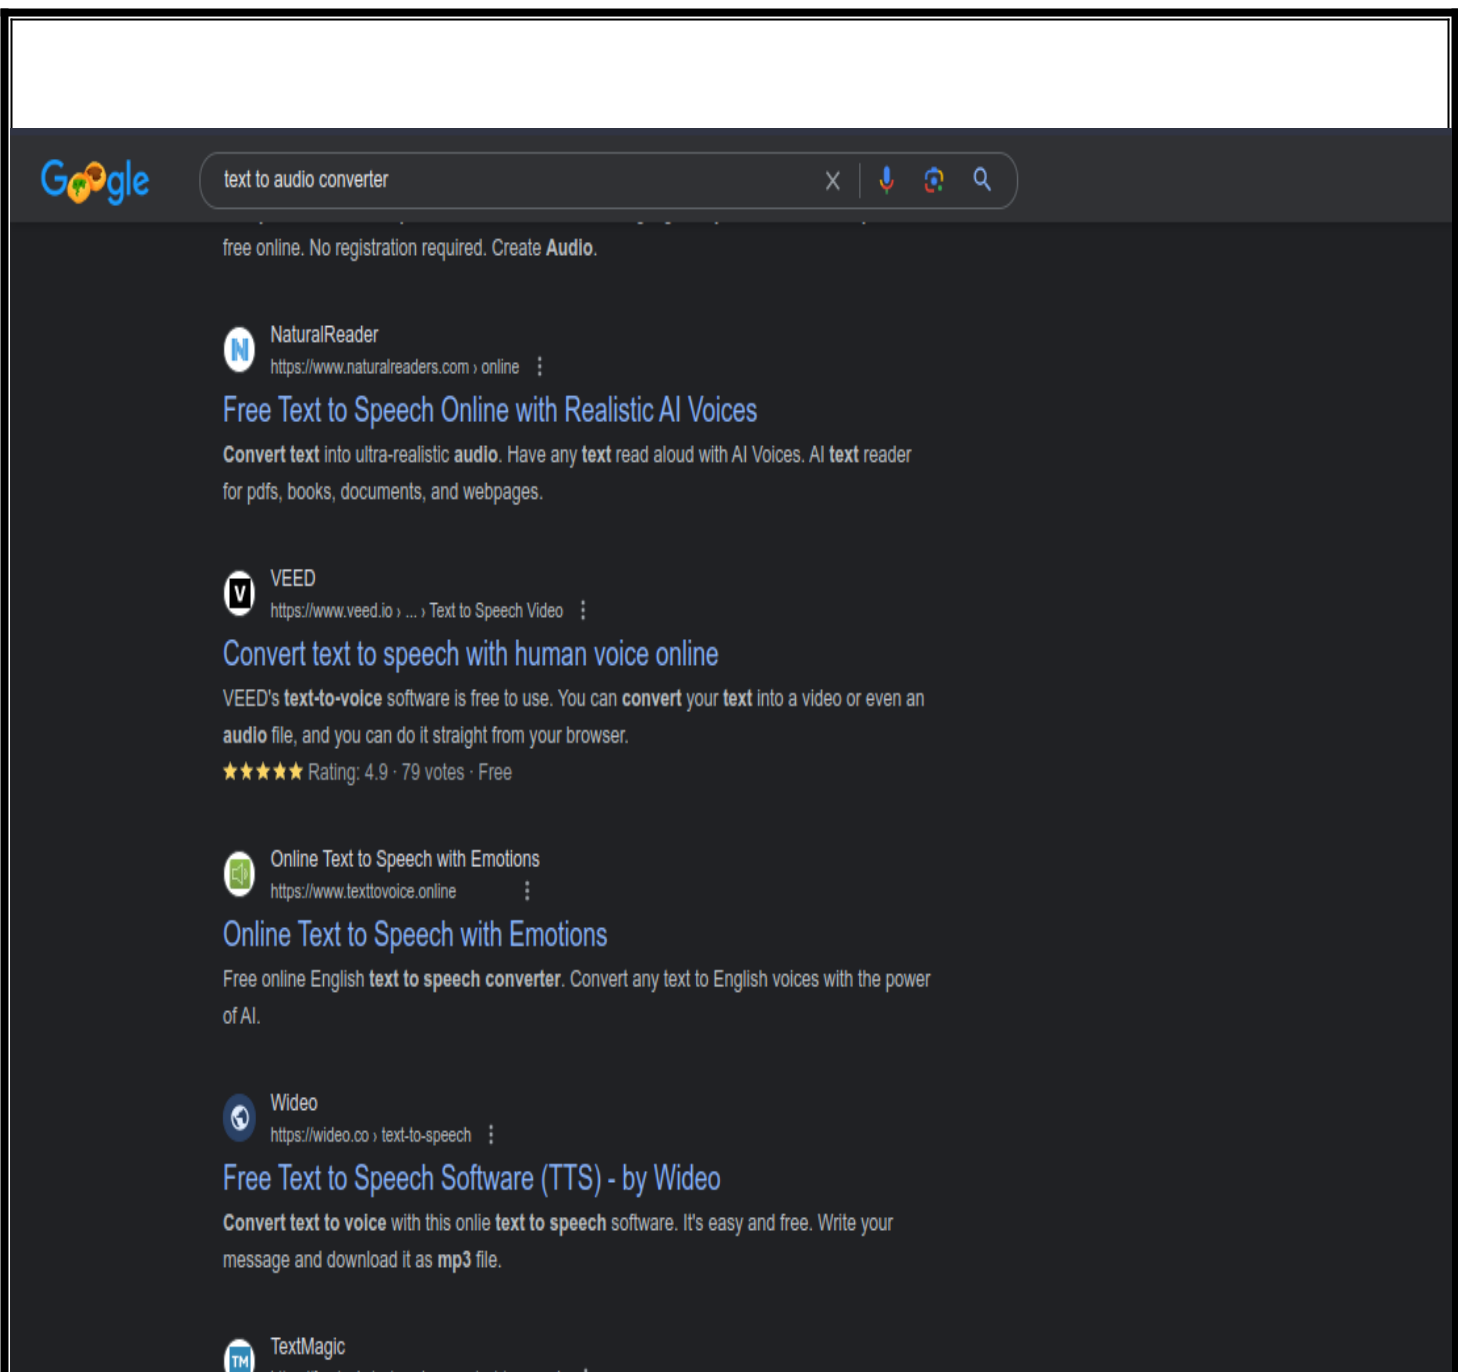 Google
text to audio converter
free online. No registration required. Create Audio.
NaturalReader
https://www.naturalreaders.com › online
Free Text to Speech Online with Realistic AI Voices
Convert text into ultra-realistic audio. Have any text read aloud with AI Voices. AI text reader
for pdfs, books, documents, and webpages.
VEED
https://www.veed.io › ... › Text to Speech Video
Convert text to speech with human voice online
VEED's text-to-voice software is free to use. You can convert your text into a video or even an
audio file, and you can do it straight from your browser.
Rating: 4.9 · 79 votes · Free
Online Text to Speech with Emotions
https://www.texttovoice.online
Online Text to Speech with Emotions
Free online English text to speech converter. Convert any text to English voices with the power
of AI.
Wideo
https://wideo.co › text-to-speech
Free Text to Speech Software (TTS) - by Wideo
Convert text to voice with this onlie text to speech software. It's easy and free. Write your
message and download it as mp3 file.
TM
TextMagic